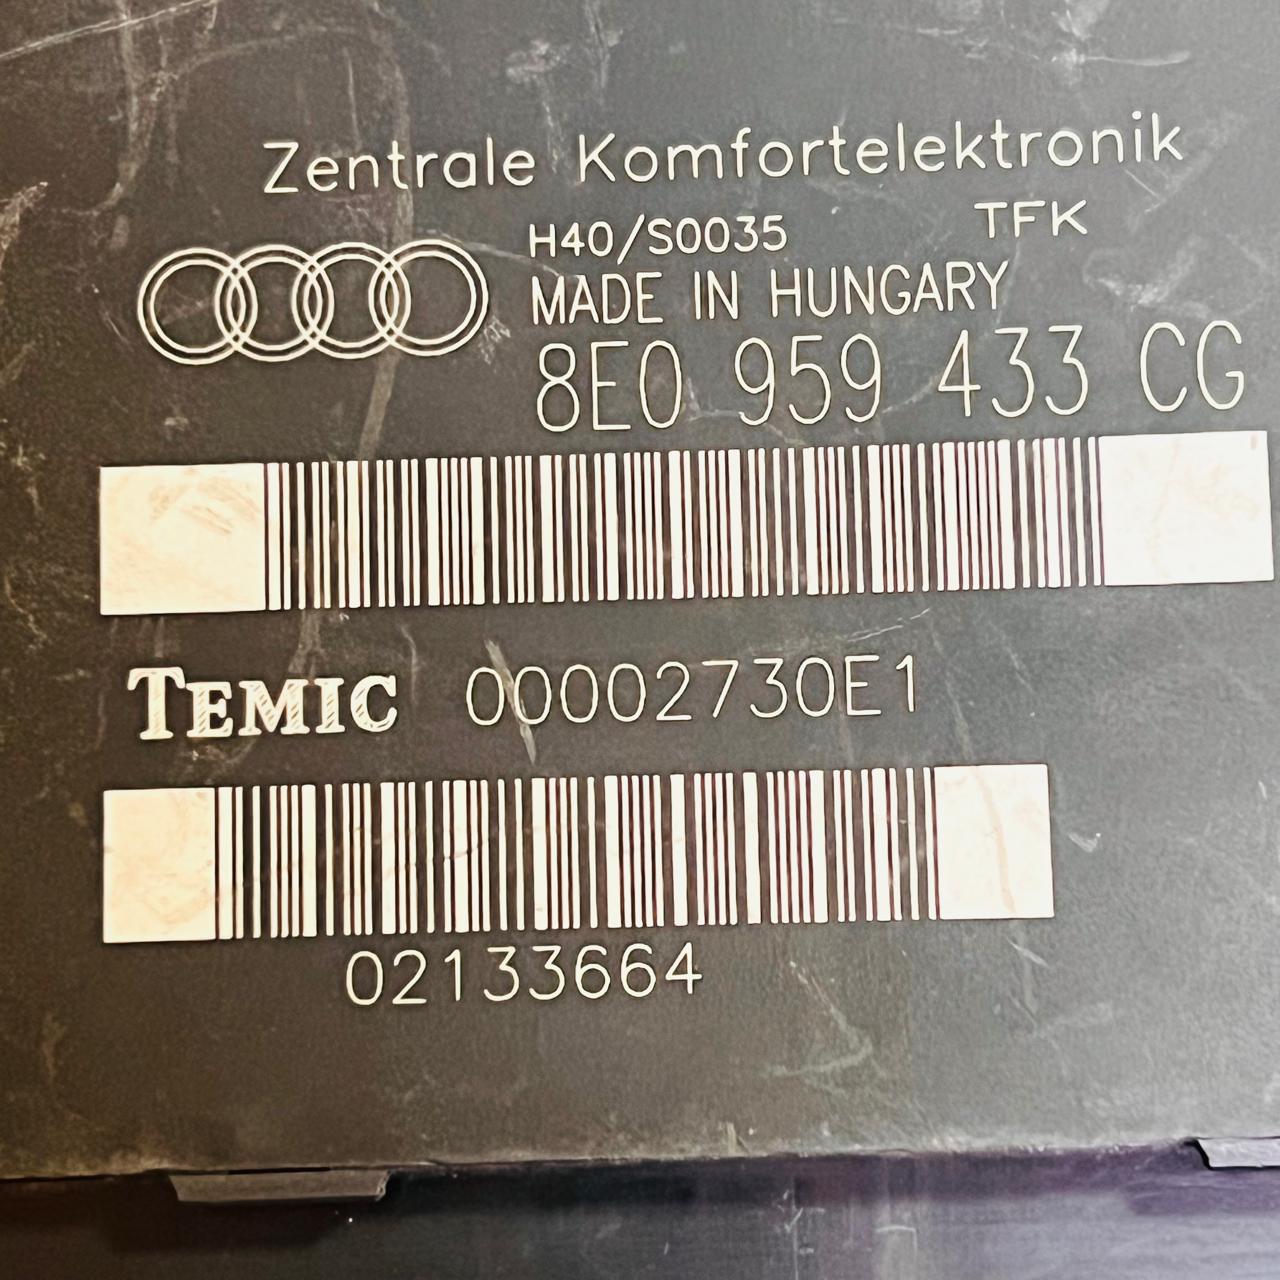 Zentrale Komfortelektronik
H40/S0035 TFK
MADE IN HUNGARY
8E0 959 433 CG
TEMIC 00002730E1
02133664